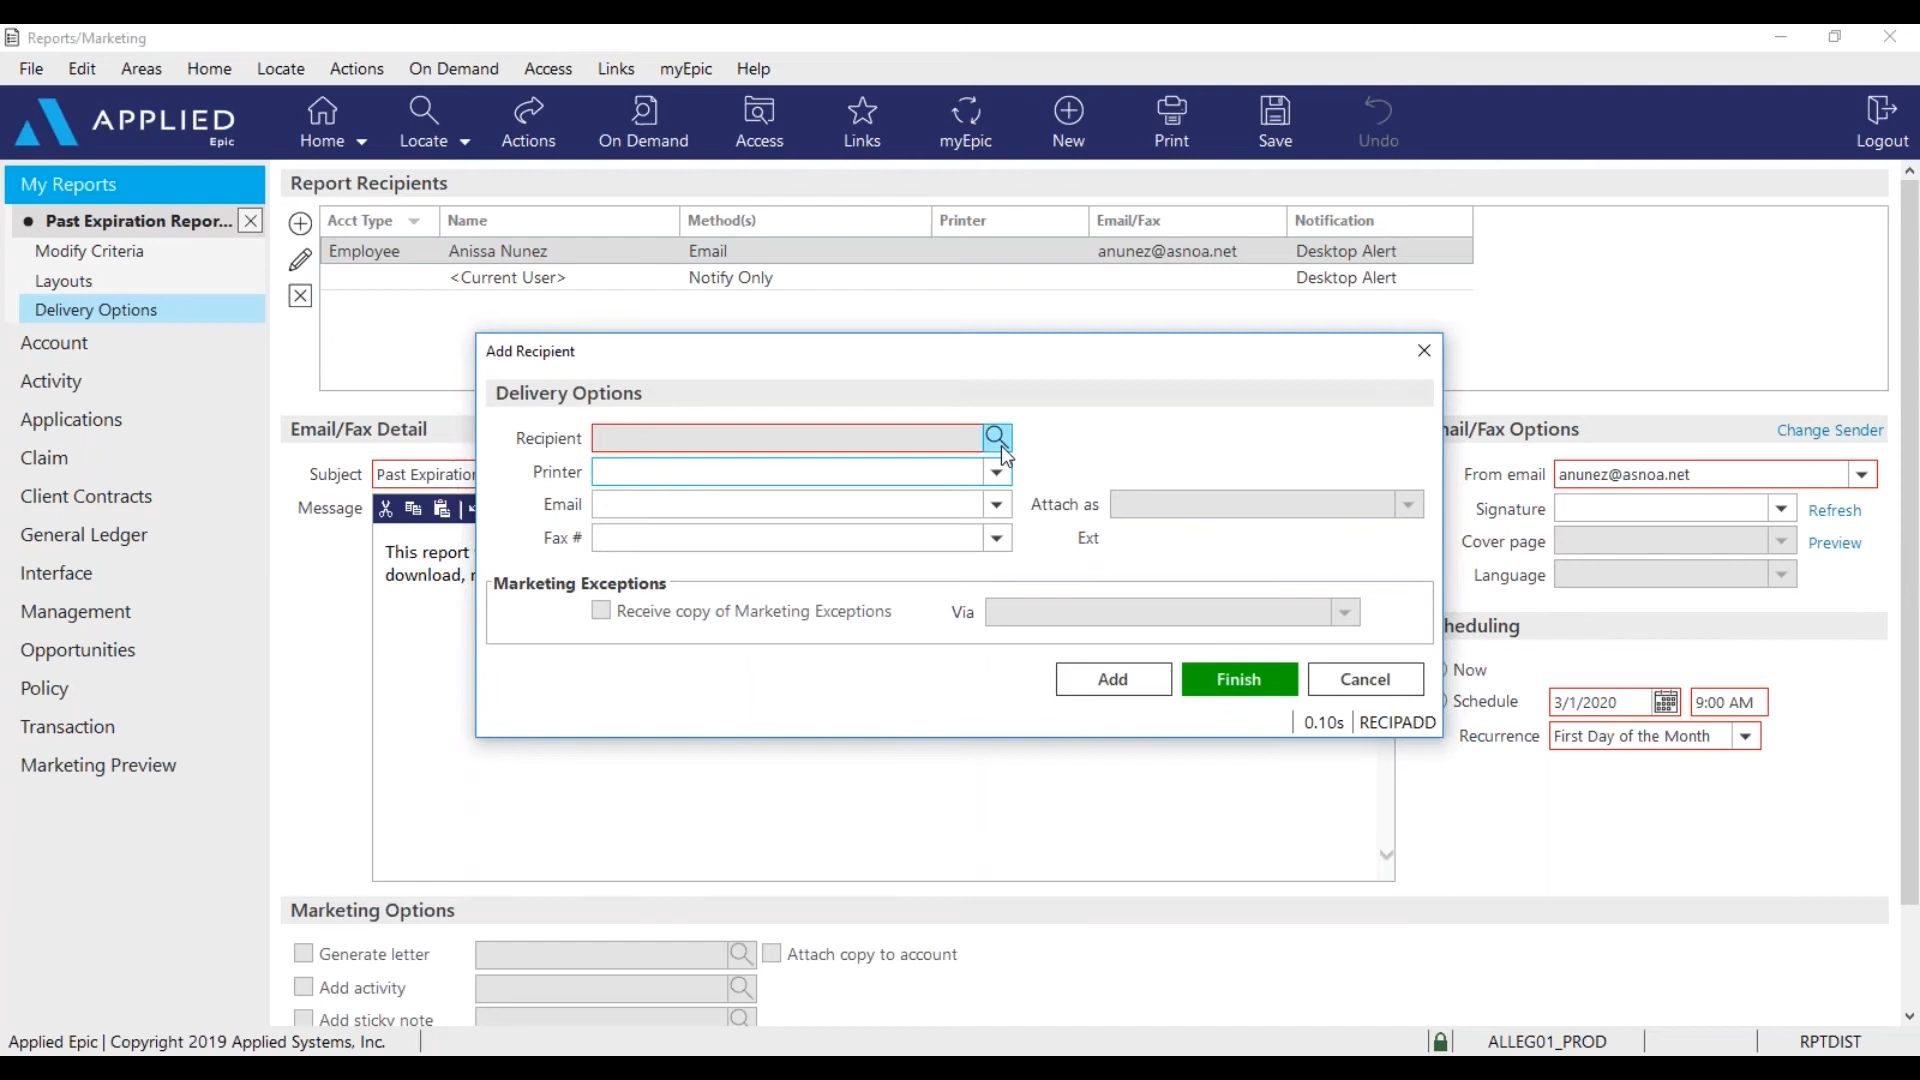 Reports/Marketing
File Edit Areas Home Locate Actions On Demand Access Links myEpic Help
APPLIED
Epic
Home Locate Actions On Demand Access Links myEpic New Print Save Undo Logout
My Reports
Past Expiration Repor...
Modify Criteria
Layouts
Delivery Options
Account
Activity
Applications
Claim
Client Contracts
General Ledger
Interface
Management
Opportunities
Policy
Transaction
Marketing Preview
Report Recipients
Acct Type Name Method(s) Printer Email/Fax Notification
Employee Anissa Nunez Email anunez@asnoa.net Desktop Alert
<Current User> Notify Only Desktop Alert
Email/Fax Detail
Subject Past Expiration
Message
This report
download,
Add Recipient
Delivery Options
Recipient
Printer
Email Attach as
Fax # Ext
Marketing Exceptions
Receive copy of Marketing Exceptions Via
Add Finish Cancel
0.10s RECIPADD
ail/Fax Options Change Sender
From email anunez@asnoa.net
Signature Refresh
Cover page Preview
Language
heduling
Now
Schedule 3/1/2020 9:00 AM
Recurrence First Day of the Month
Marketing Options
Generate letter Attach copy to account
Add activity
Add sticky note
Applied Epic | Copyright 2019 Applied Systems, Inc. ALLEG01_PROD RPTDIST